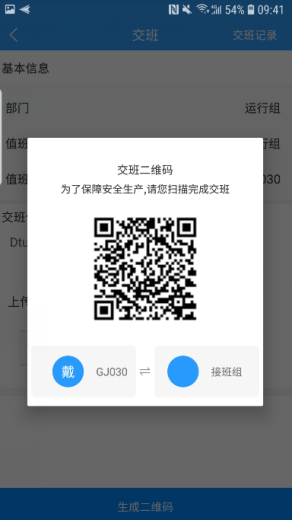 54% 09:41
交班 交班记录
基本信息
部门 运行组
值班 行组
值班 030
交班二维码
为了保障安全生产,请您扫描完成交班
交班
Dtu
上传
戴 GJ030 ⇌ 接班组
生成二维码